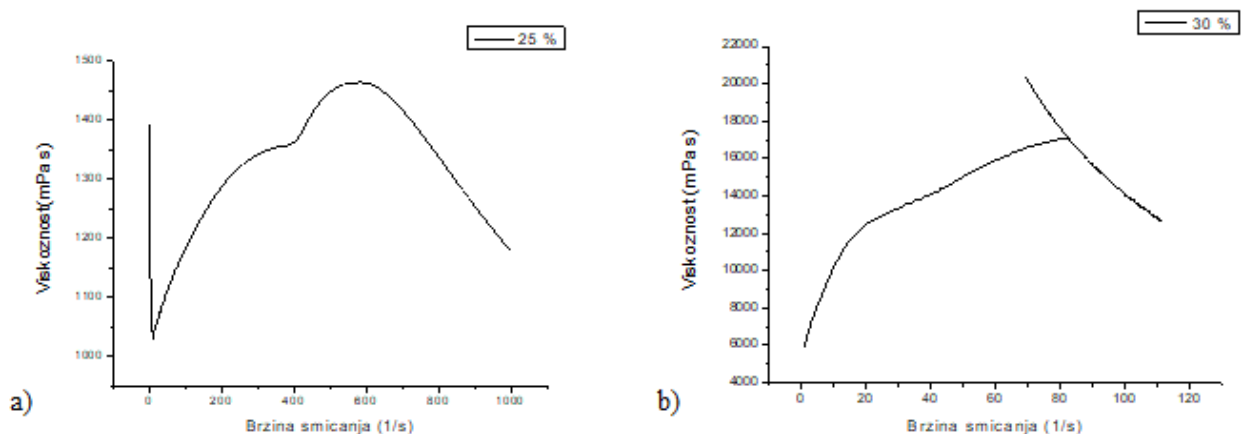 25 %
1500
1400
1300
1200
1100
1000
Viskoznost(mPa s)
0 200 400 600 800 1000
Brzina smicanja (1/s)
a)
30 %
22000
20000
18000
16000
14000
12000
10000
8000
6000
4000
Viskoznost (mPa s)
0 20 40 60 80 100 120
Brzina smicanja (1/s)
b)